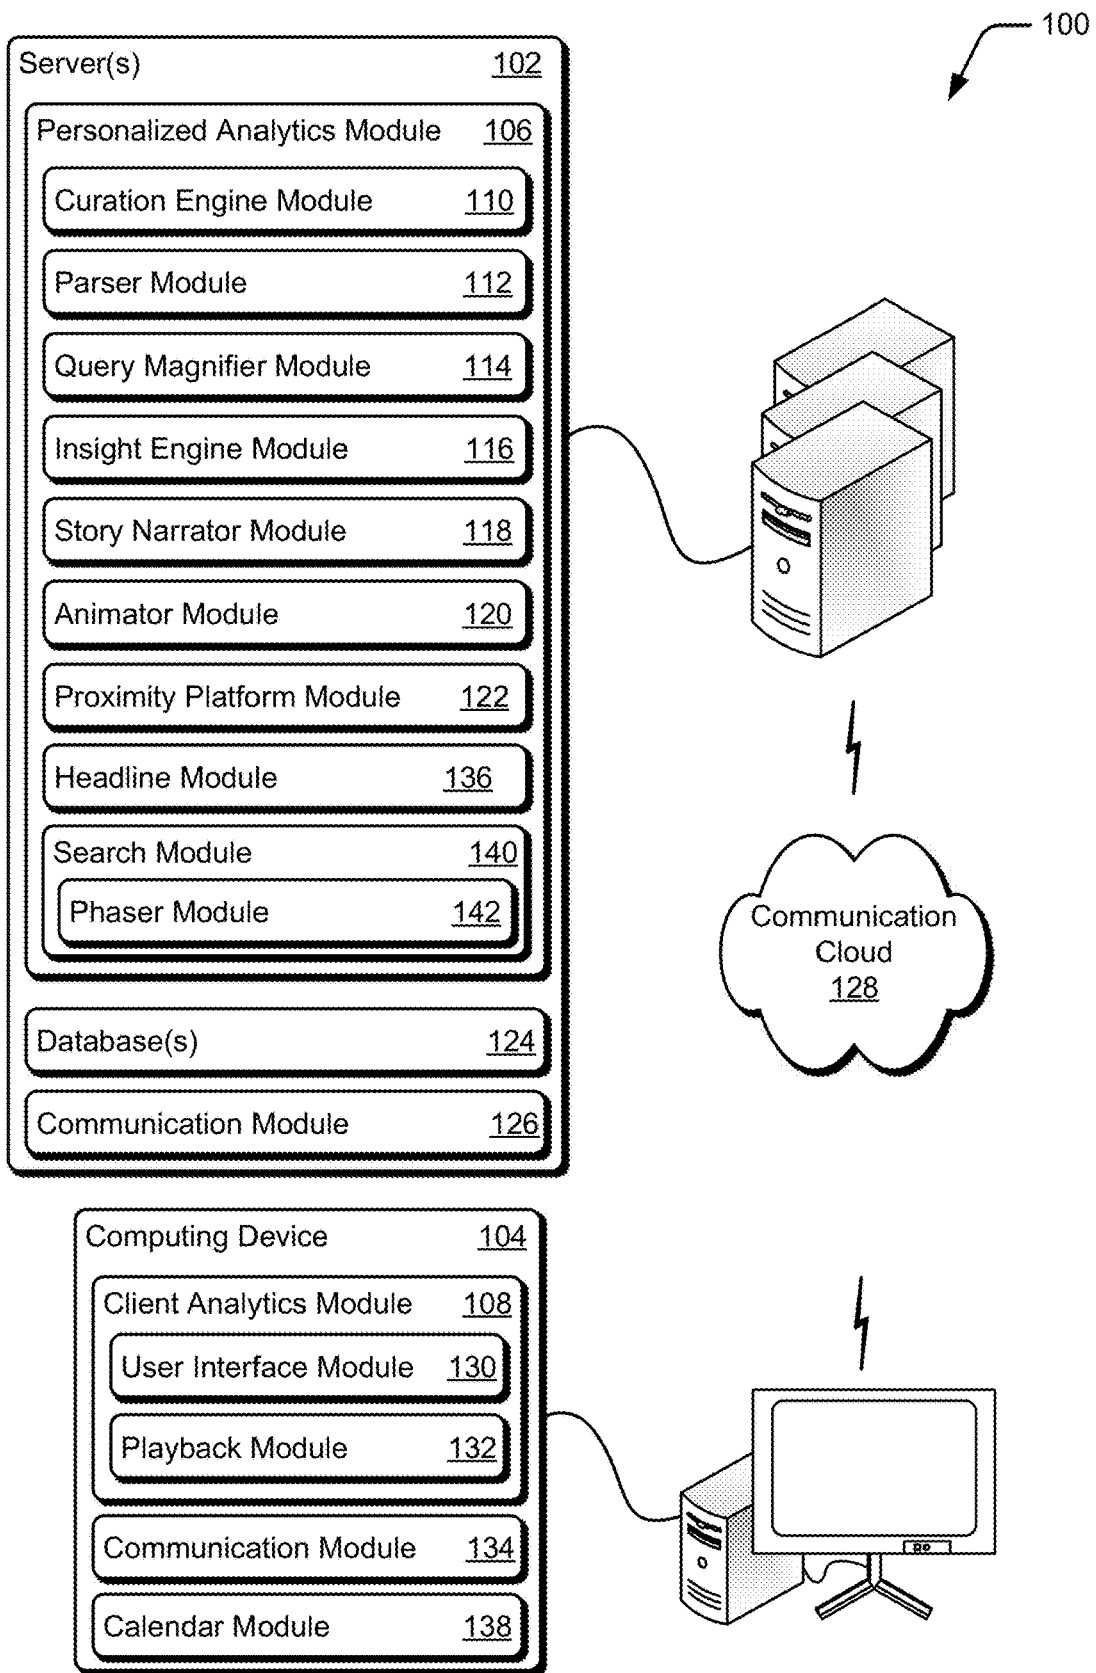 100
Server(s) 102
Personalized Analytics Module 106
Curation Engine Module 110
Parser Module 112
Query Magnifier Module 114
Insight Engine Module 116
Story Narrator Module 118
Animator Module 120
Proximity Platform Module 122
Headline Module 136
Search Module 140
Phaser Module 142
Database(s) 124
Communication Module 126
Communication
Cloud
128
Computing Device 104
Client Analytics Module 108
User Interface Module 130
Playback Module 132
Communication Module 134
Calendar Module 138